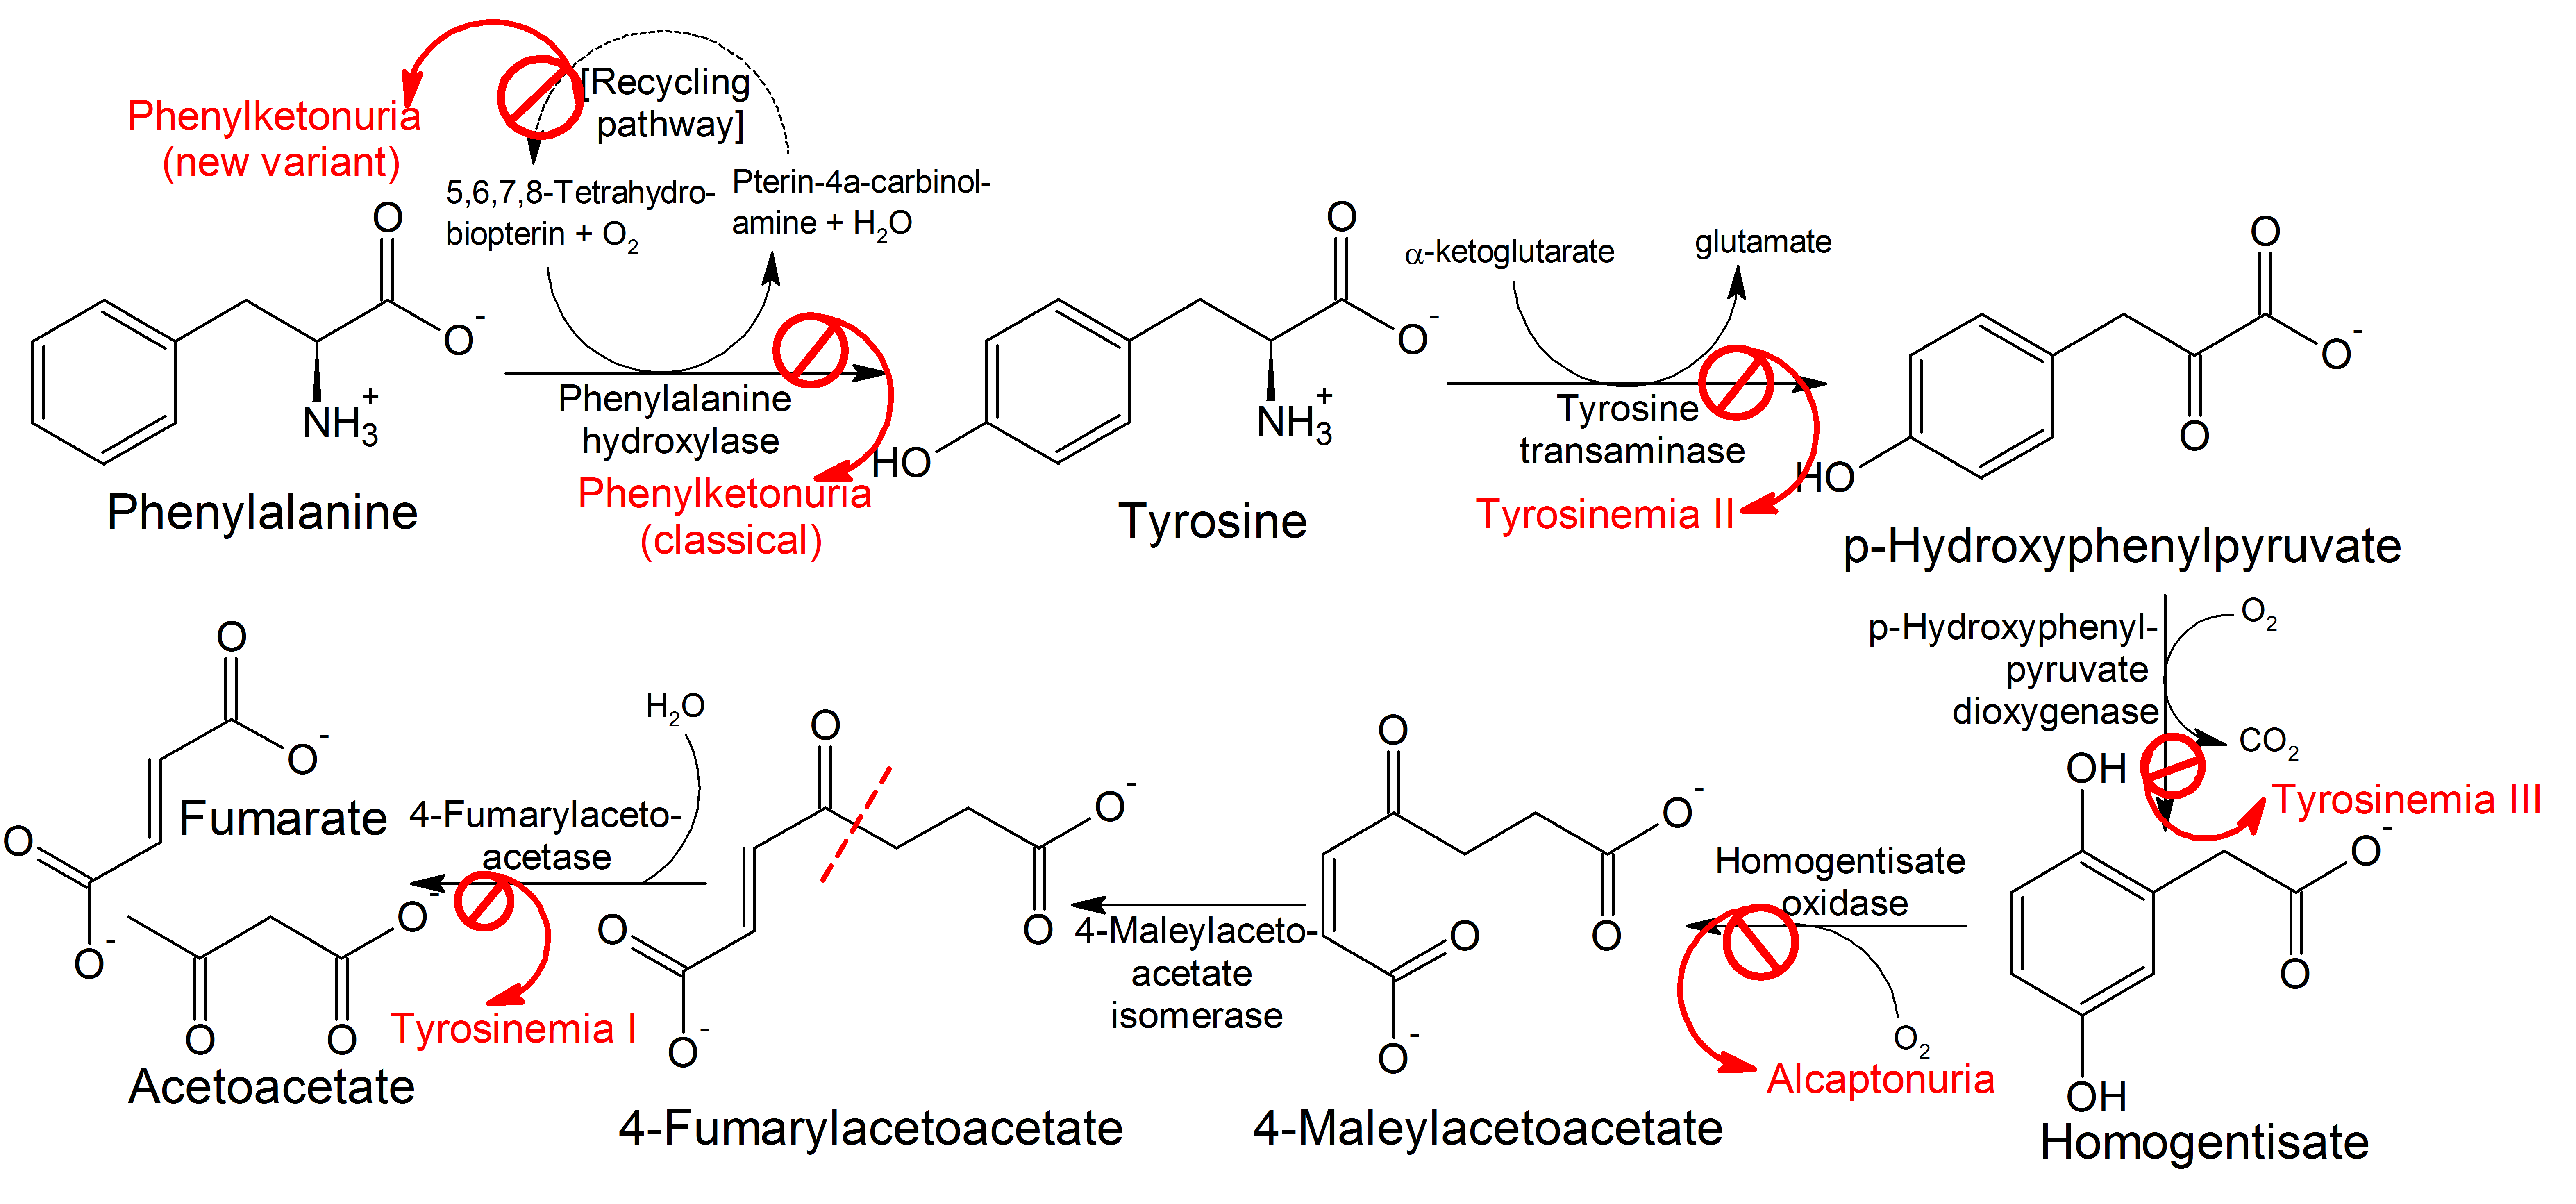 Phenylketonuria
(new variant)
[Recycling
pathway]
5,6,7,8-Tetrahydro-
biopterin + O2
Pterin-4a-carbinol-
amine + H2O
O
O-
NH3+
Phenylalanine
Phenylalanine
hydroxylase
Phenylketonuria
(classical)
O
O-
NH3+
HO
Tyrosine
α-ketoglutarate
glutamate
Tyrosine
transaminase
Tyrosinemia II
O
O-
O
HO
p-Hydroxyphenylpyruvate
p-Hydroxyphenyl-
pyruvate
dioxygenase
O2
CO2
Tyrosinemia III
OH
O-
O
OH
Homogentisate
Homogentisate
oxidase
O2
Alcaptonuria
O
O-
O
O
O-
4-Maleylacetoacetate
4-Maleylaceto-
acetate
isomerase
O
O-
O
O
O-
4-Fumarylacetoacetate
H2O
4-Fumarylaceto-
acetase
Tyrosinemia I
O
O-
Fumarate
O
O-
O-
O
O
Acetoacetate